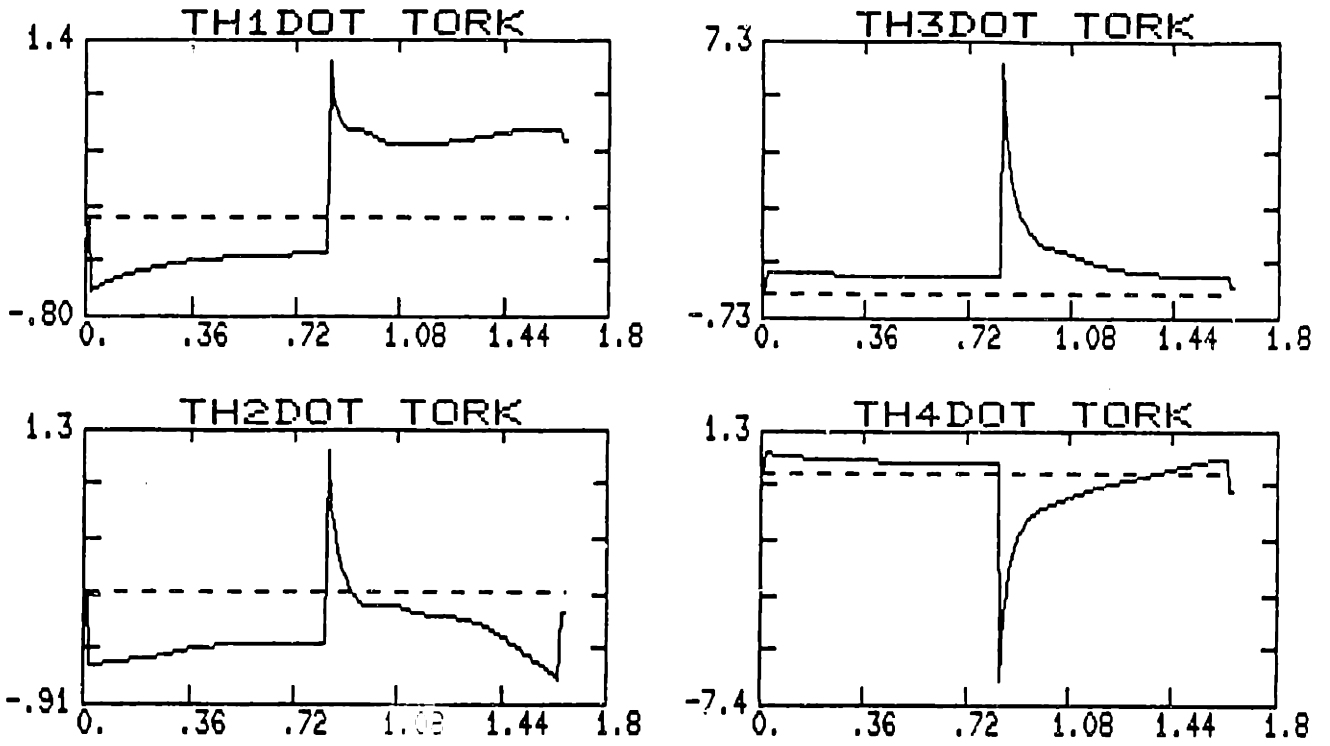 TH1DOT TORK
1.4
-.80
0. .36 .72 1.08 1.44 1.8
TH3DOT TORK
7.3
-.73
0. .36 .72 1.08 1.44 1.8
TH2DOT TORK
1.3
-.91
0. .36 .72 1.08 1.44 1.8
TH4DOT TORK
1.3
-7.4
0. .36 .72 1.08 1.44 1.8